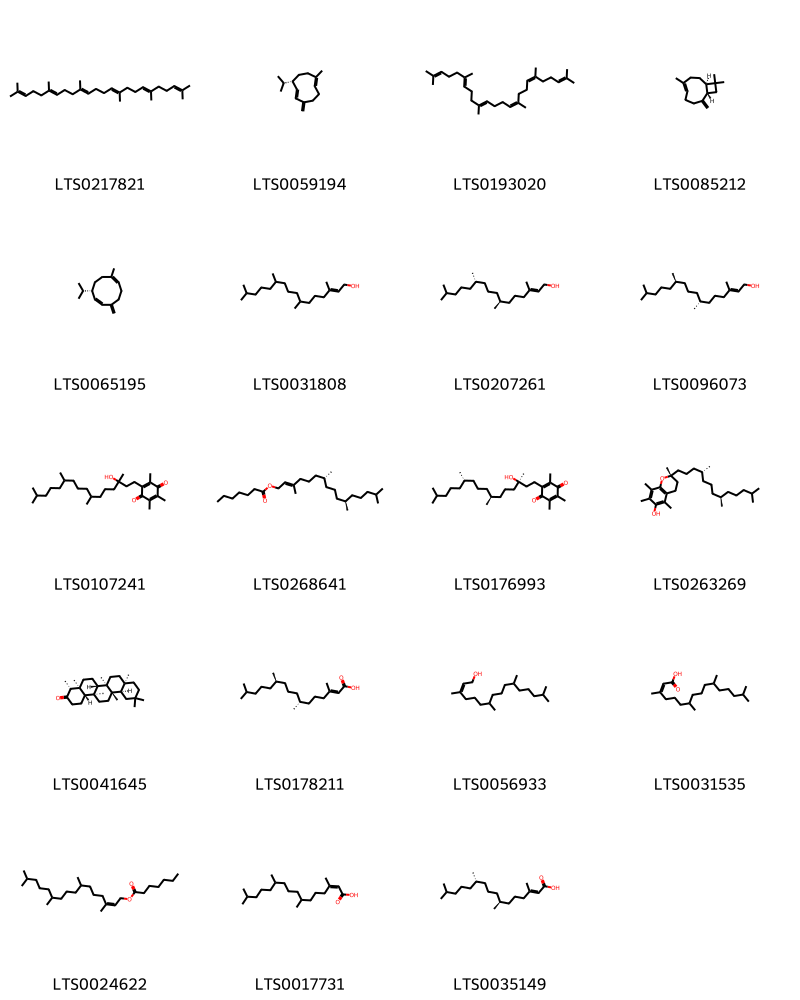 LTS0217821 LTS0059194 LTS0193020 LTS0085212
H
H
LTS0065195 LTS0031808 LTS0207261 LTS0096073
OH OH OH
LTS0107241 LTS0268641 LTS0176993 LTS0263269
HO O O
O O
HO O O
O OH
LTS0041645 LTS0178211 LTS0056933 LTS0031535
O H H H
O OH
OH
OH O
LTS0024622 LTS0017731 LTS0035149
O O
O OH
O OH